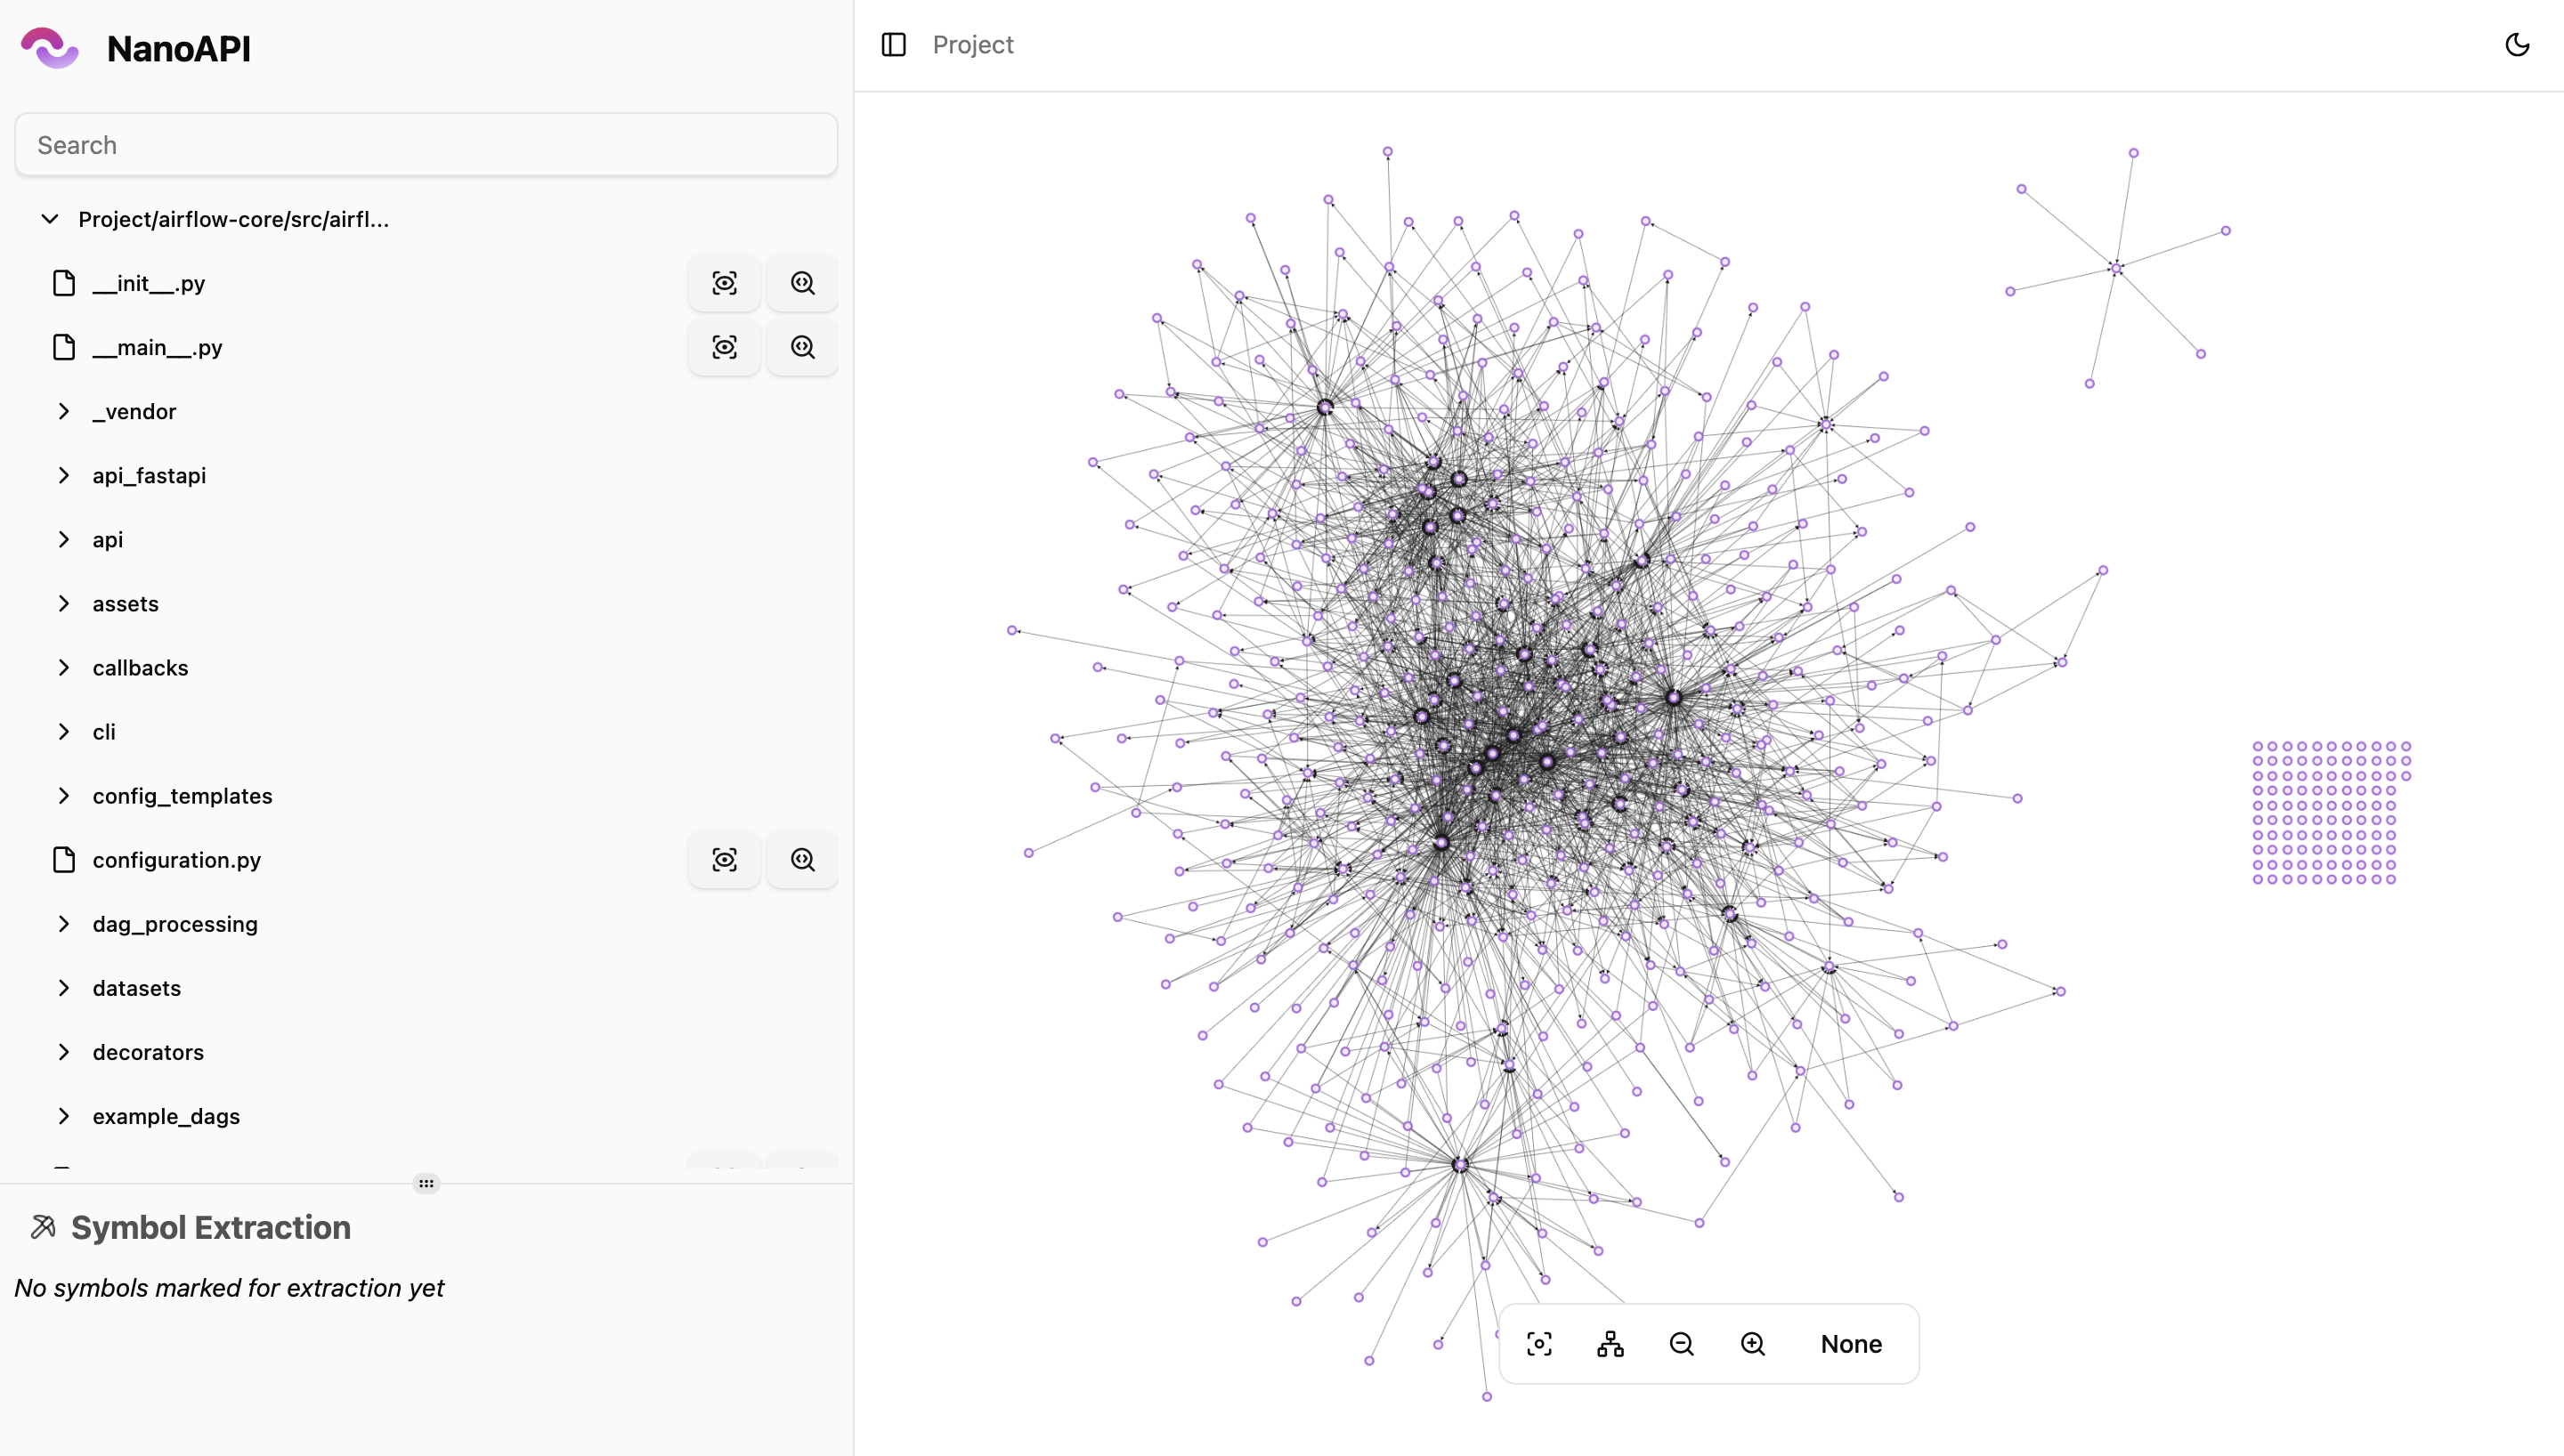 NanoAPI
Project
Search
Project/airflow-core/src/airfl...
__init__.py
__main__.py
_vendor
api_fastapi
api
assets
callbacks
cli
config_templates
configuration.py
dag_processing
datasets
decorators
example_dags
Symbol Extraction
No symbols marked for extraction yet
None